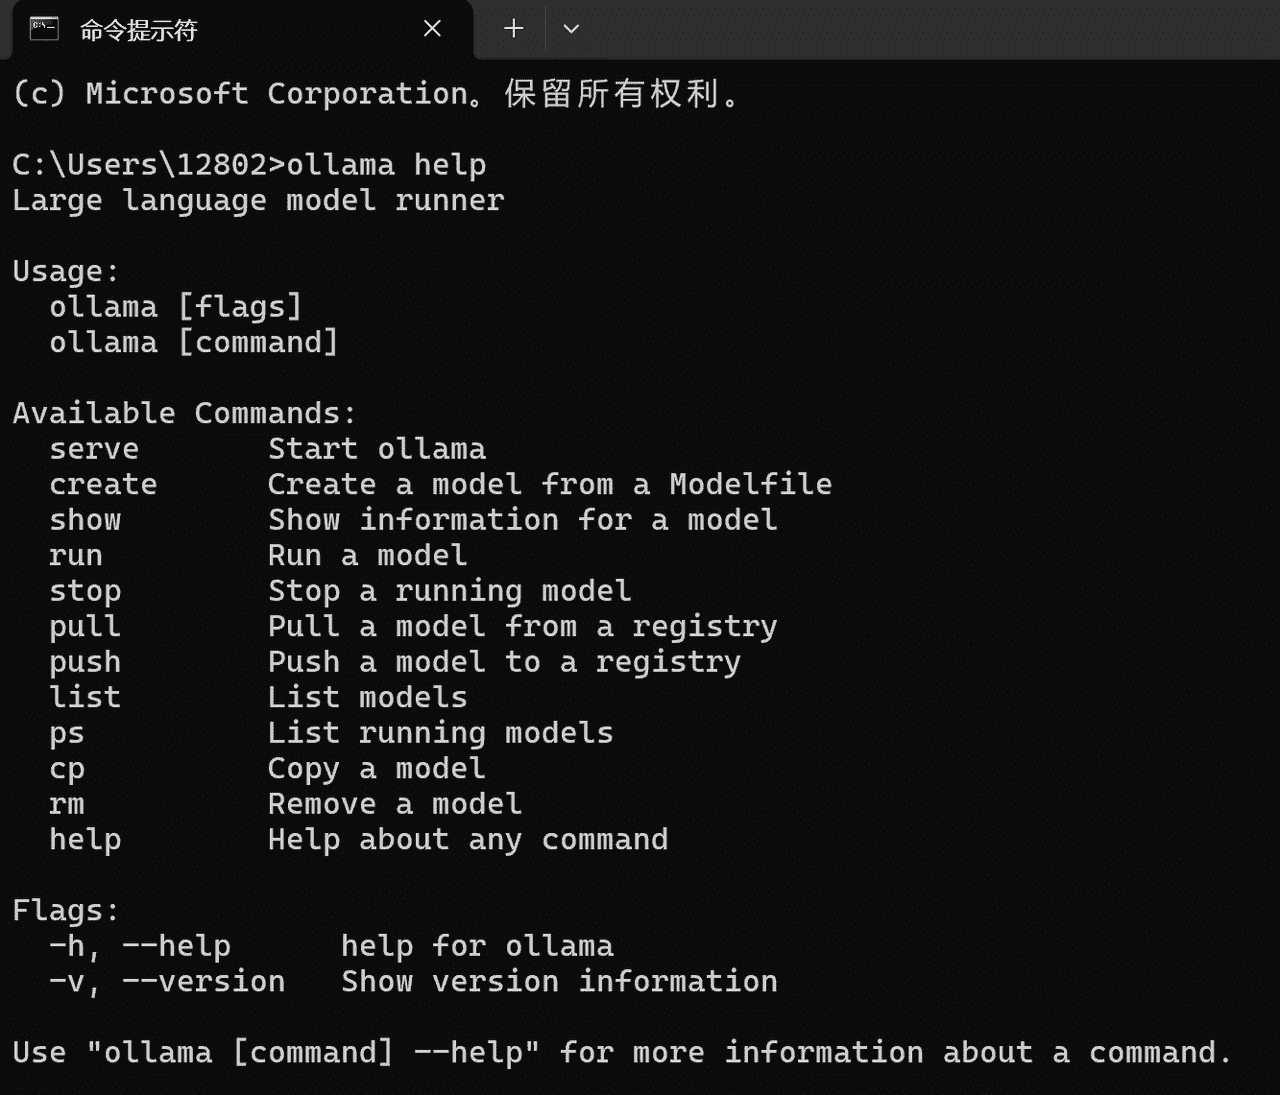 命令提示符
(c) Microsoft Corporation。保留所有权利。
C:\Users\12802>ollama help
Large language model runner
Usage:
  ollama [flags]
  ollama [command]
Available Commands:
  serve       Start ollama
  create      Create a model from a Modelfile
  show        Show information for a model
  run         Run a model
  stop        Stop a running model
  pull        Pull a model from a registry
  push        Push a model to a registry
  list        List models
  ps          List running models
  cp          Copy a model
  rm          Remove a model
  help        Help about any command
Flags:
  -h, --help      help for ollama
  -v, --version   Show version information
Use "ollama [command] --help" for more information about a command.